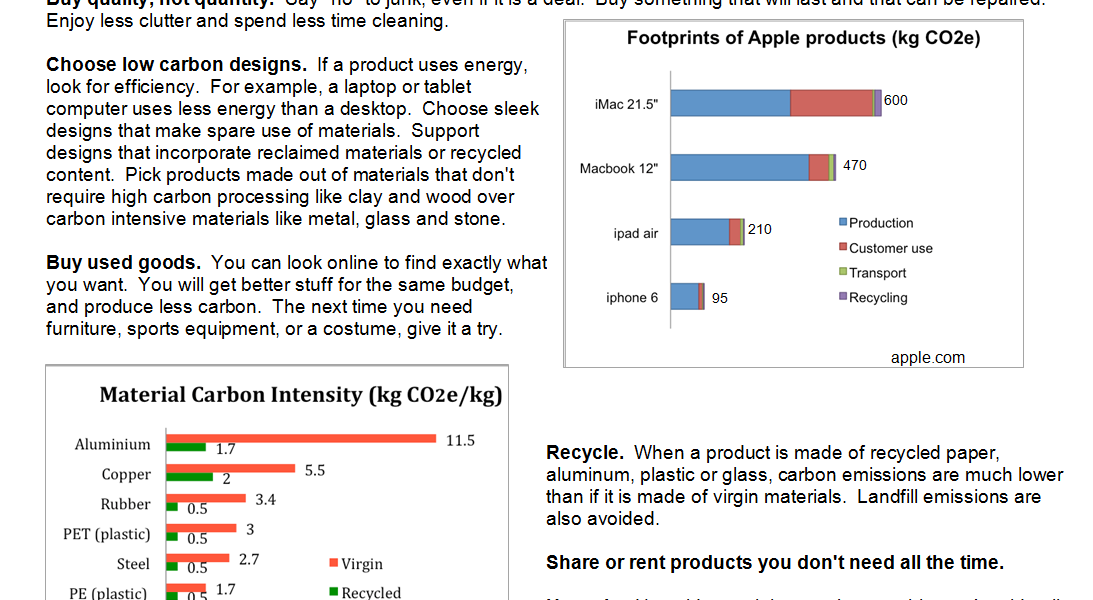 Buy quality, not quantity.  Say "no" to junk, even if it is a deal.  Buy something that will last and that can be repaired.
Enjoy less clutter and spend less time cleaning.
Choose low carbon designs.  If a product uses energy,
look for efficiency.  For example, a laptop or tablet
computer uses less energy than a desktop.  Choose sleek
designs that make spare use of materials.  Support
designs that incorporate reclaimed materials or recycled
content.  Pick products made out of materials that don't
require high carbon processing like clay and wood over
carbon intensive materials like metal, glass and stone.
Buy used goods.  You can look online to find exactly what
you want.  You will get better stuff for the same budget,
and produce less carbon.  The next time you need
furniture, sports equipment, or a costume, give it a try.
Footprints of Apple products (kg CO2e)
iMac 21.5" 600
Macbook 12" 470
ipad air 210
iphone 6 95
Production
Customer use
Transport
Recycling
apple.com
Material Carbon Intensity (kg CO2e/kg)
Aluminium 11.5
1.7
Copper 5.5
2
Rubber 3.4
0.5
PET (plastic) 3
0.5
Steel 2.7
0.5
PE (plastic) 1.7
0.5
Virgin
Recycled
Recycle.  When a product is made of recycled paper,
aluminum, plastic or glass, carbon emissions are much lower
than if it is made of virgin materials.  Landfill emissions are
also avoided.
Share or rent products you don't need all the time.